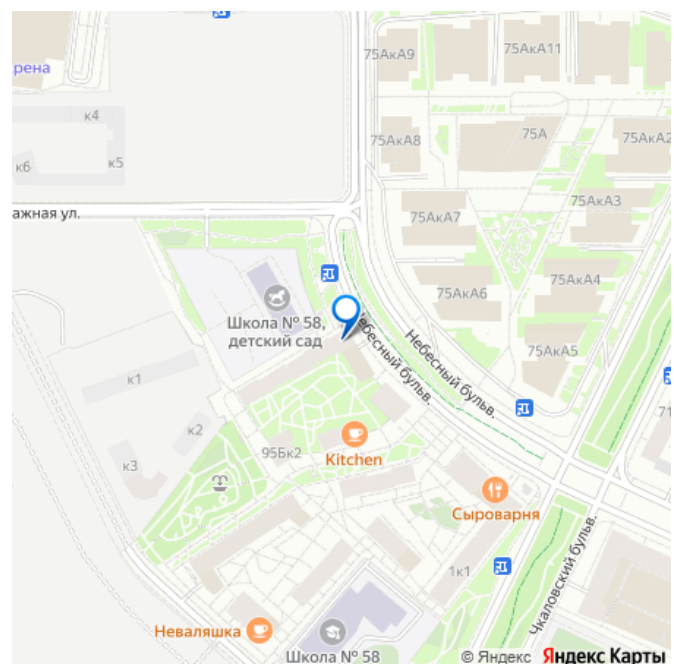 75АкА9
75АкА11
рена
к4
75АкА8
75А
75АкА2
к6
к5
75АкА3
ажная ул.
75АкА7
75АкА4
75АкА6
Школа № 58,
детский сад
Небесный бульв.
Небесный бульв.
75АкА5
к1
71
к2
95Бк2
к3
Kitchen
Сыроварня
1к1
Чкаловский бульв.
Неваляшка
Школа № 58
© Яндекс Яндекс Карты